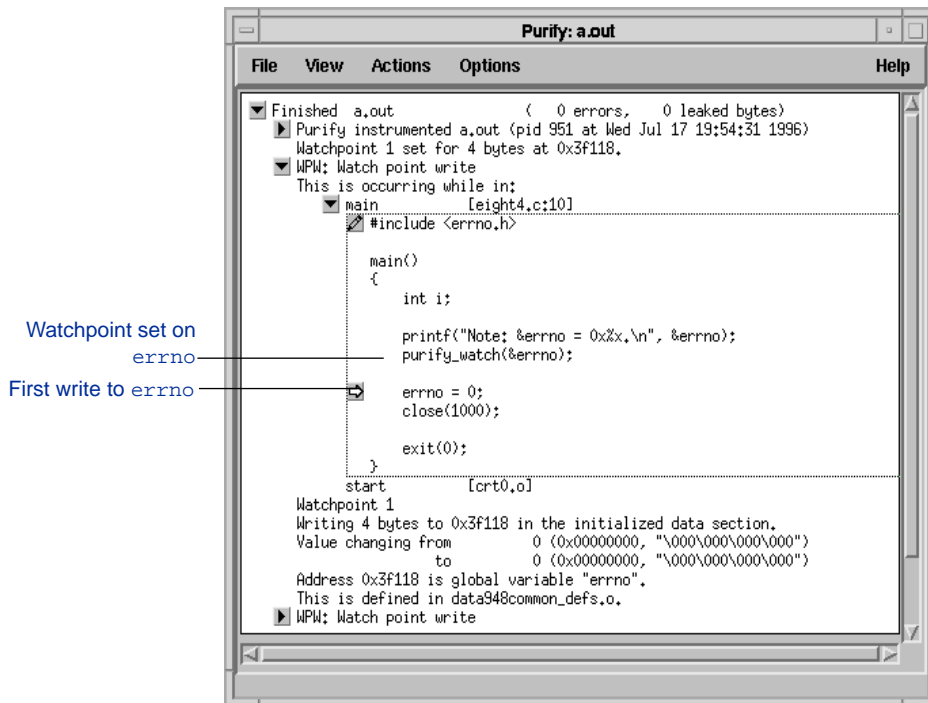 Purify: a.out
File View Actions Options Help
Finished a.out ( 0 errors, 0 leaked bytes)
Purify instrumented a.out (pid 951 at Wed Jul 17 19:54:31 1996)
Watchpoint 1 set for 4 bytes at 0x3f118.
WPW: Watch point write
This is occurring while in:
main [eight4.c:10]
#include <errno.h>
main()
{
int i;
printf("Note: &errno = 0x%x.\n", &errno);
Watchpoint set on
errno
purify_watch(&errno);
First write to errno
errno = 0;
close(1000);
exit(0);
}
start [crt0.o]
Watchpoint 1
Writing 4 bytes to 0x3f118 in the initialized data section.
Value changing from 0 (0x00000000, "\000\000\000\000")
to 0 (0x00000000, "\000\000\000\000")
Address 0x3f118 is global variable "errno".
This is defined in data948common_defs.o.
WPW: Watch point write